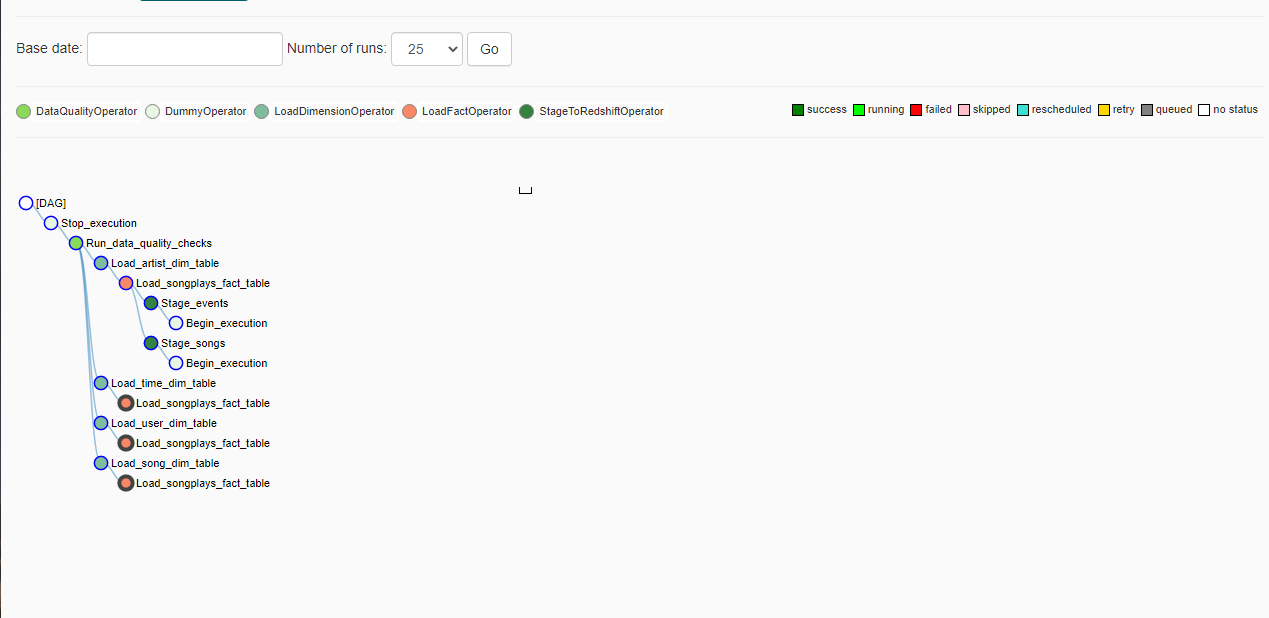 Base date: Number of runs: 25 Go
DataQualityOperator DummyOperator LoadDimensionOperator LoadFactOperator StageToRedshiftOperator success running failed skipped rescheduled retry queued no status
[DAG]
Stop_execution
Run_data_quality_checks
Load_artist_dim_table
Load_songplays_fact_table
Stage_events
Begin_execution
Stage_songs
Begin_execution
Load_time_dim_table
Load_songplays_fact_table
Load_user_dim_table
Load_songplays_fact_table
Load_song_dim_table
Load_songplays_fact_table